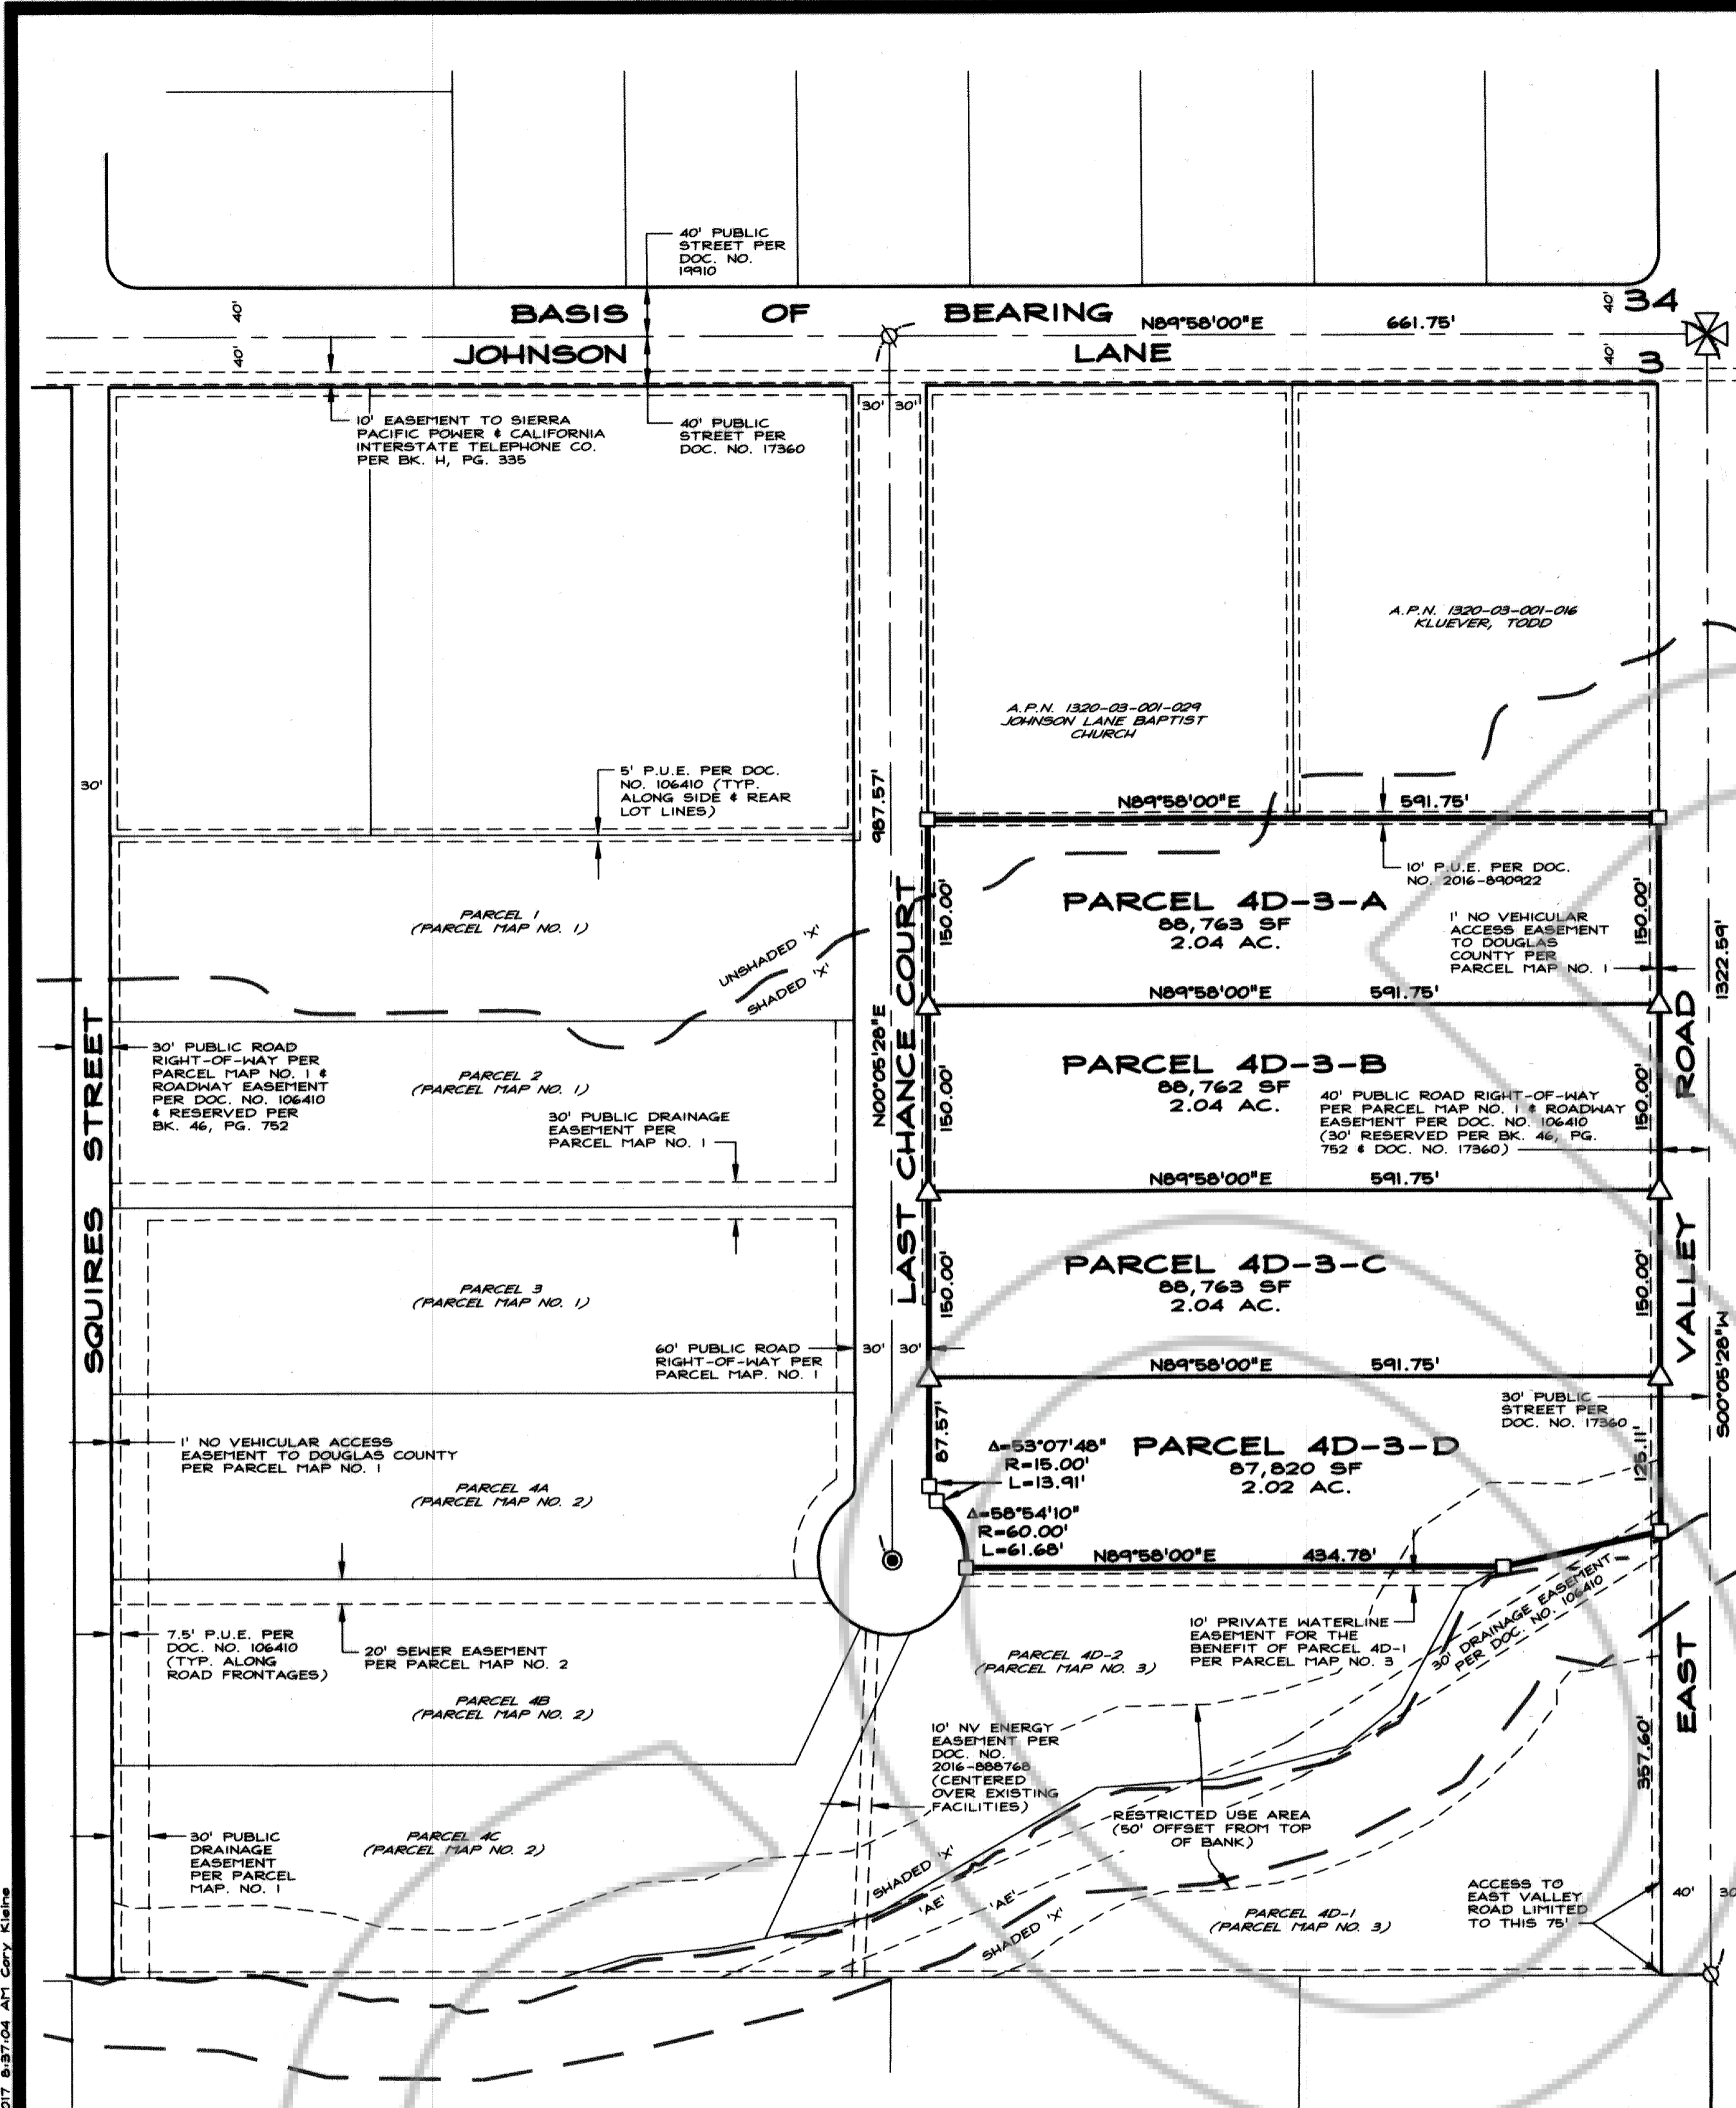 40' PUBLIC
STREET PER
DOC. NO.
19910
40'
BASIS OF BEARING
N89°58'00"E 661.75'
40'
34
40'
JOHNSON LANE
40'
3
10' EASEMENT TO SIERRA
PACIFIC POWER & CALIFORNIA
INTERSTATE TELEPHONE CO.
PER BK. H, PG. 335
40' PUBLIC
STREET PER
DOC. NO. 17360
30' 30'
A.P.N. 1320-03-001-016
KLUEVER, TODD
A.P.N. 1320-03-001-029
JOHNSON LANE BAPTIST
CHURCH
30'
5' P.U.E. PER DOC.
NO. 106410 (TYP.
ALONG SIDE & REAR
LOT LINES)
987.57'
N89°58'00"E 591.75'
10' P.U.E. PER DOC.
NO. 2016-890922
PARCEL 4D-3-A
88,763 SF
2.04 AC.
150.00'
150.00'
1' NO VEHICULAR
ACCESS EASEMENT
TO DOUGLAS
COUNTY PER
PARCEL MAP NO. 1
1322.59'
PARCEL 1
(PARCEL MAP NO. 1)
UNSHADED 'X'
SHADED 'X'
N89°58'00"E 591.75'
SQUIRES STREET
30' PUBLIC ROAD
RIGHT-OF-WAY PER
PARCEL MAP NO. 1 &
ROADWAY EASEMENT
PER DOC. NO. 106410
& RESERVED PER
BK. 46, PG. 752
PARCEL 2
(PARCEL MAP NO. 1)
30' PUBLIC DRAINAGE
EASEMENT PER
PARCEL MAP NO. 1
N00°05'28"E
LAST CHANCE COURT
150.00'
PARCEL 4D-3-B
88,762 SF
2.04 AC.
40' PUBLIC ROAD RIGHT-OF-WAY
PER PARCEL MAP NO. 1 & ROADWAY
EASEMENT PER DOC. NO. 106410
(30' RESERVED PER BK. 46, PG.
752 & DOC. NO. 17360)
150.00'
EAST VALLEY ROAD
N89°58'00"E 591.75'
PARCEL 3
(PARCEL MAP NO. 1)
150.00'
PARCEL 4D-3-C
88,763 SF
2.04 AC.
150.00'
S00°05'28"W
60' PUBLIC ROAD
RIGHT-OF-WAY PER
PARCEL MAP. NO. 1
30' 30'
N89°58'00"E 591.75'
30' PUBLIC
STREET PER
DOC. NO. 17360
1' NO VEHICULAR ACCESS
EASEMENT TO DOUGLAS COUNTY
PER PARCEL MAP NO. 1
PARCEL 4A
(PARCEL MAP NO. 2)
87.57'
Δ=53°07'48"
R=15.00'
L=13.91'
PARCEL 4D-3-D
87,820 SF
2.02 AC.
125.11'
Δ=58°54'10"
R=60.00'
L=61.68'
N89°58'00"E 434.78'
7.5' P.U.E. PER
DOC. NO. 106410
(TYP. ALONG
ROAD FRONTAGES)
20' SEWER EASEMENT
PER PARCEL MAP NO. 2
PARCEL 4D-2
(PARCEL MAP NO. 3)
10' PRIVATE WATERLINE
EASEMENT FOR THE
BENEFIT OF PARCEL 4D-1
PER PARCEL MAP NO. 3
30' DRAINAGE EASEMENT
PER DOC. NO. 106410
PARCEL 4B
(PARCEL MAP NO. 2)
10' NV ENERGY
EASEMENT PER
DOC. NO.
2016-888768
(CENTERED
OVER EXISTING
FACILITIES)
357.60'
RESTRICTED USE AREA
(50' OFFSET FROM TOP
OF BANK)
30' PUBLIC
DRAINAGE
EASEMENT
PER PARCEL
MAP. NO. 1
PARCEL 4C
(PARCEL MAP NO. 2)
SHADED 'X'
'AE'
'AE'
SHADED 'X'
PARCEL 4D-1
(PARCEL MAP NO. 3)
ACCESS TO
EAST VALLEY
ROAD LIMITED
TO THIS 75'
40' 30
017 8:37:04 AM Cory Kleine